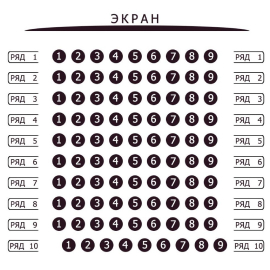 ЭКРАН
РЯД 1 1 2 3 4 5 6 7 8 9 РЯД 1
РЯД 2 1 2 3 4 5 6 7 8 9 РЯД 2
РЯД 3 1 2 3 4 5 6 7 8 9 РЯД 3
РЯД 4 1 2 3 4 5 6 7 8 9 РЯД 4
РЯД 5 1 2 3 4 5 6 7 8 9 РЯД 5
РЯД 6 1 2 3 4 5 6 7 8 9 РЯД 6
РЯД 7 1 2 3 4 5 6 7 8 9 РЯД 7
РЯД 8 1 2 3 4 5 6 7 8 9 РЯД 8
РЯД 9 1 2 3 4 5 6 7 8 9 РЯД 9
РЯД 10 1 2 3 4 5 6 7 8 9 РЯД 10